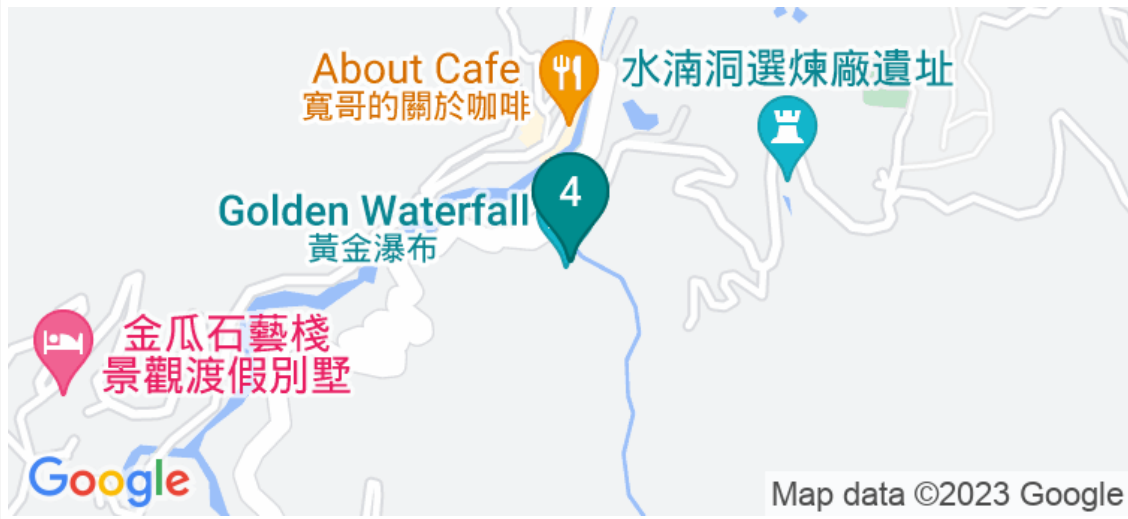 About Cafe
寬哥的關於咖啡
水湳洞選煉廠遺址
4
Golden Waterfall
黃金瀑布
金瓜石藝棧
景觀渡假別墅
Google
Map data ©2023 Google